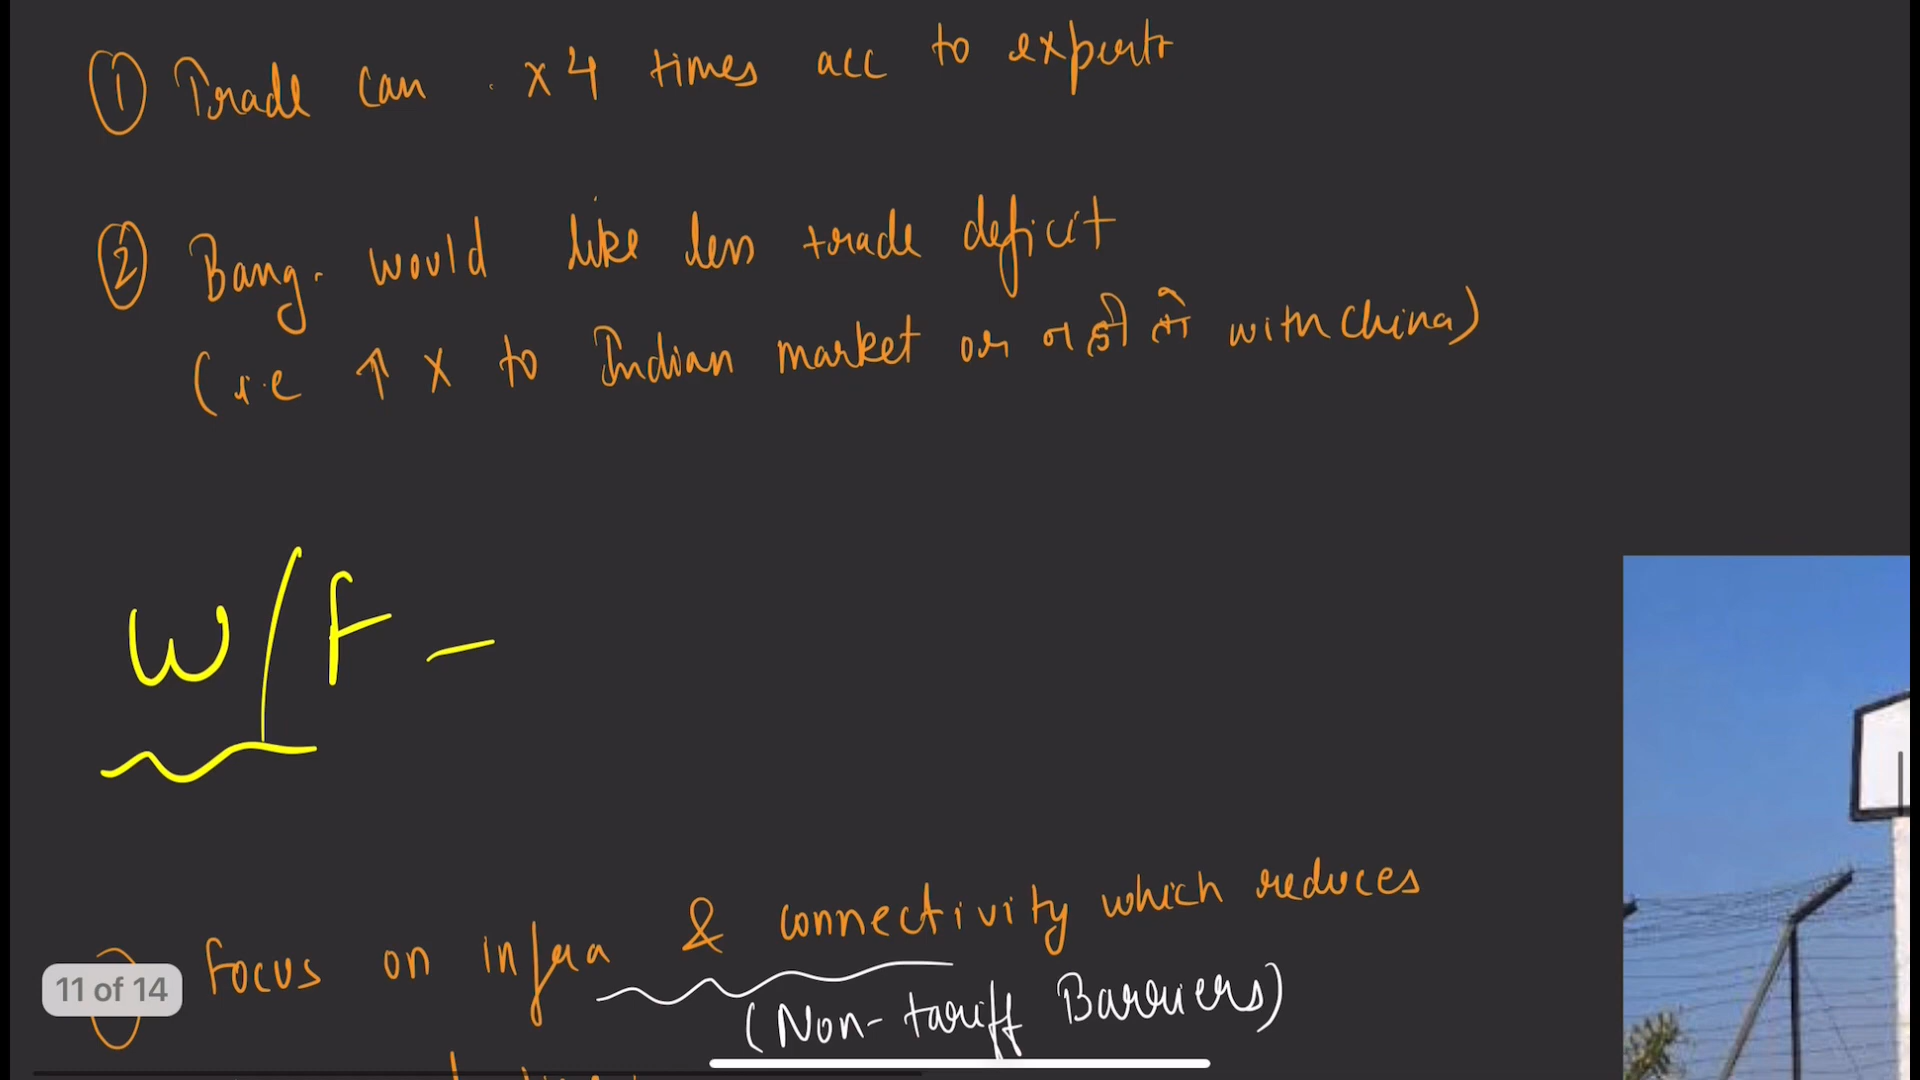 ① Trade can x4 times acc to experts
② Bang. would like less trade deficit
(i.e ↑ X to Indian market or नही तो with China)
W/F -
Focus on infra & connectivity which reduces
(Non-tariff Barriers)
11 of 14